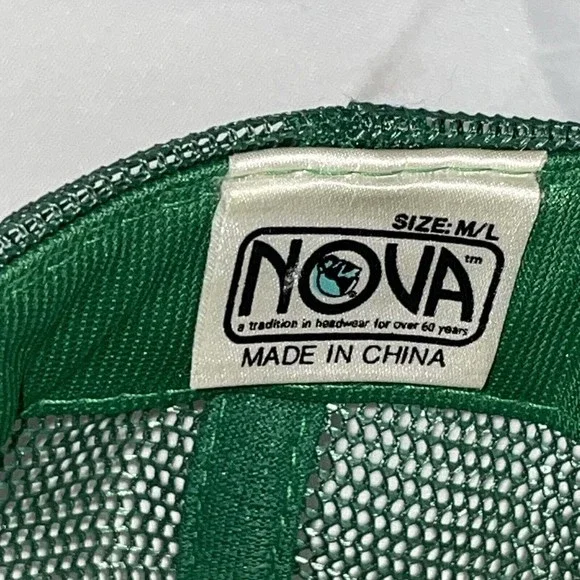 SIZE: M/L
NOVA™
a tradition in headwear for over 60 years
MADE IN CHINA